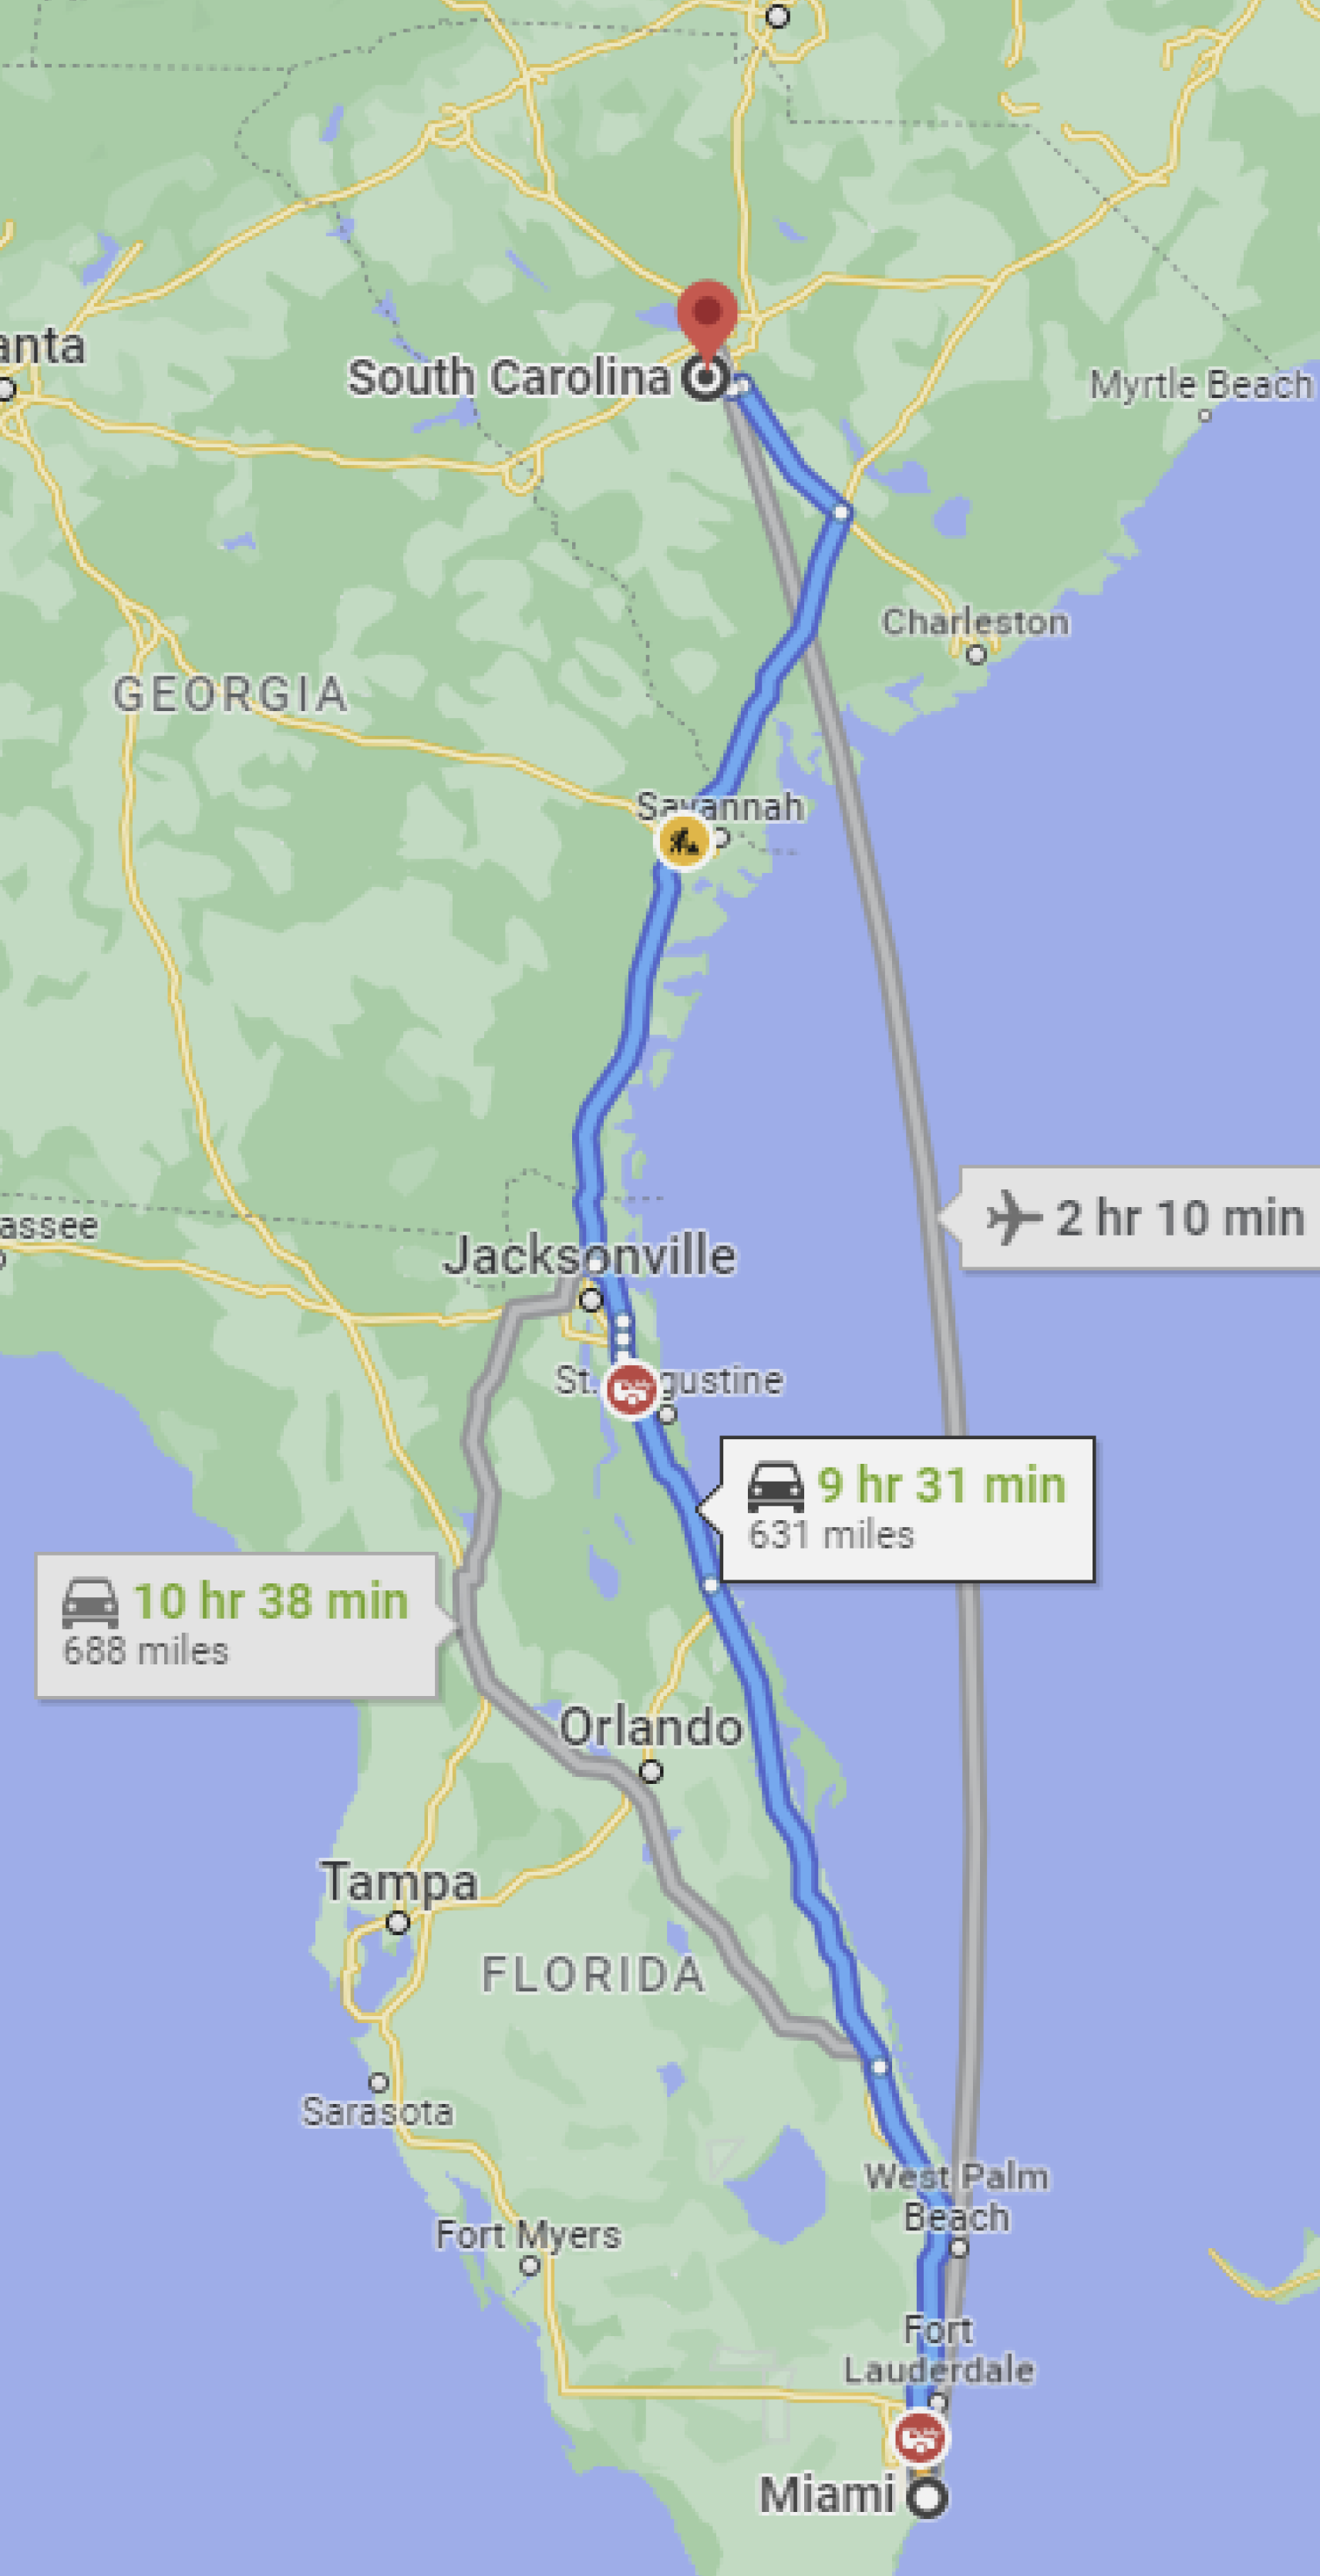 anta
South Carolina
Myrtle Beach
Charleston
GEORGIA
Savannah
2 hr 10 min
assee
Jacksonville
St. gustine
9 hr 31 min
631 miles
10 hr 38 min
688 miles
Orlando
Tampa
FLORIDA
Sarasota
West Palm
Beach
Fort Myers
Fort
Lauderdale
Miami